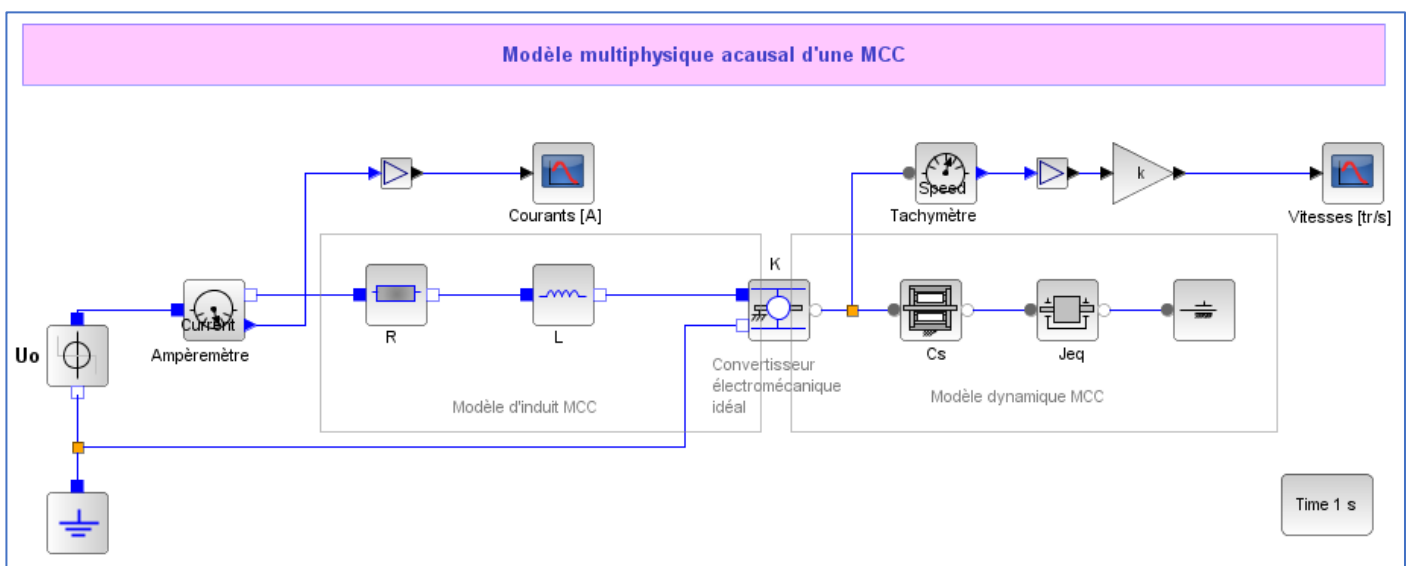 Modèle multiphysique acausal d'une MCC
Courants [A]
Speed
Tachymètre
k
Vitesses [tr/s]
Uo
Current
Ampèremètre
R
L
K
Cs
Jeq
Convertisseur
électromécanique
idéal
Modèle d'induit MCC
Modèle dynamique MCC
Time 1 s